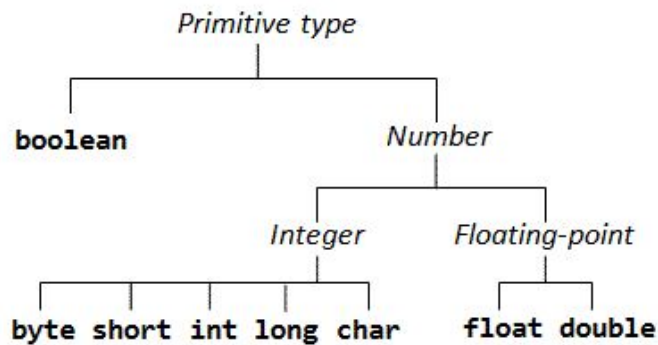 Primitive type
boolean Number
Integer Floating-point
byte short int long char float double